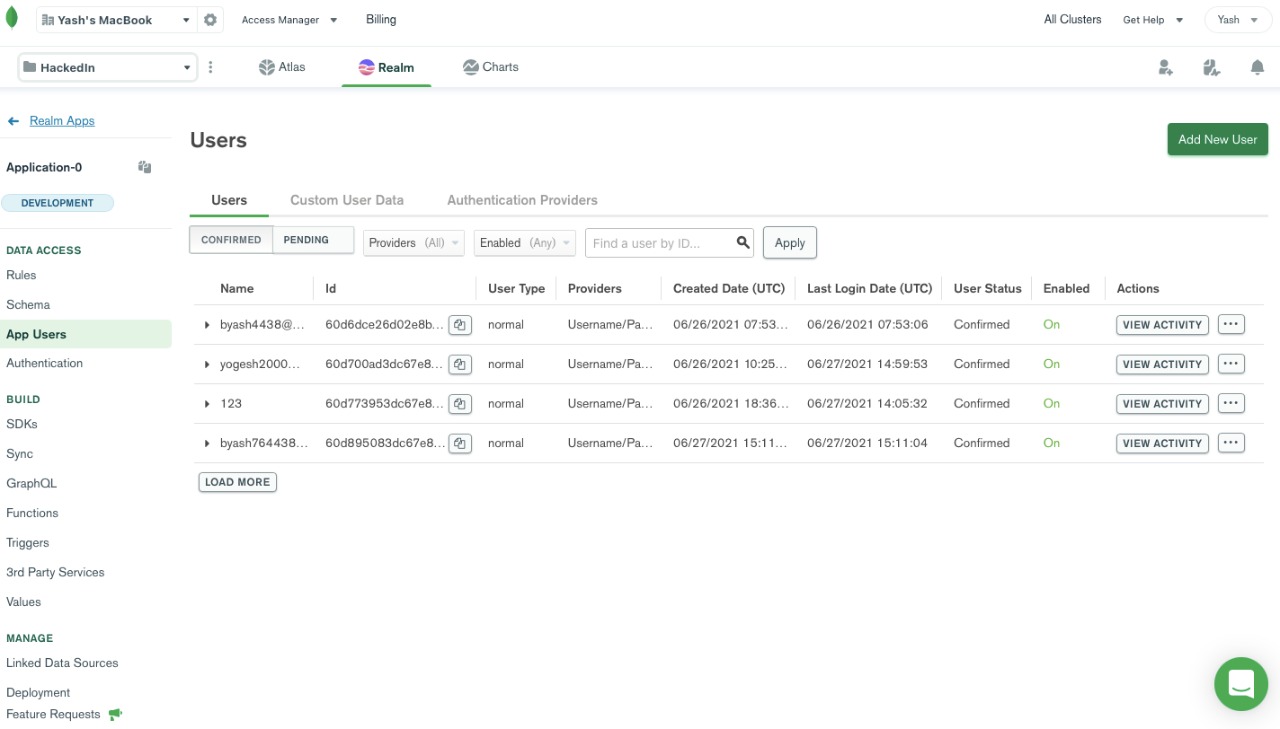 Yash's MacBook Access Manager Billing All Clusters Get Help Yash
HackedIn Atlas Realm Charts
Realm Apps
Users
Add New User
Application-0
DEVELOPMENT
Users Custom User Data Authentication Providers
CONFIRMED PENDING Providers (All) Enabled (Any) Find a user by ID... Apply
DATA ACCESS
Rules
Schema
App Users
Authentication
BUILD
SDKs
Sync
GraphQL
Functions
Triggers
3rd Party Services
Values
MANAGE
Linked Data Sources
Deployment
Feature Requests
Name Id User Type Providers Created Date (UTC) Last Login Date (UTC) User Status Enabled Actions
byash4438@... 60d6dce26d02e8b... normal Username/Pa... 06/26/2021 07:53... 06/26/2021 07:53:06 Confirmed On VIEW ACTIVITY ...
yogesh2000... 60d700ad3dc67e8... normal Username/Pa... 06/26/2021 10:25... 06/27/2021 14:59:53 Confirmed On VIEW ACTIVITY ...
123 60d773953dc67e8... normal Username/Pa... 06/26/2021 18:36... 06/27/2021 14:05:32 Confirmed On VIEW ACTIVITY ...
byash764438... 60d895083dc67e8... normal Username/Pa... 06/27/2021 15:11... 06/27/2021 15:11:04 Confirmed On VIEW ACTIVITY ...
LOAD MORE